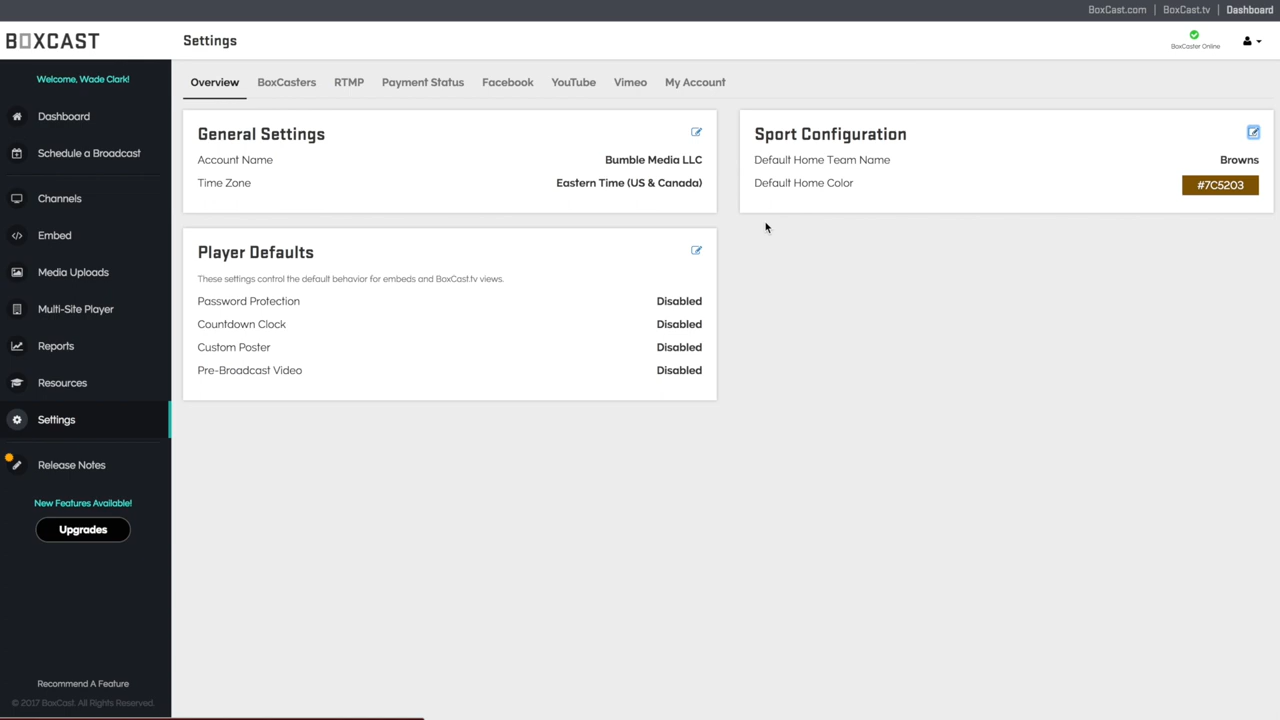 BoxCast.com | BoxCast.tv | Dashboard
BOXCAST
Settings
BoxCaster Online
Welcome, Wade Clark!
Dashboard
Schedule a Broadcast
Channels
Embed
Media Uploads
Multi-Site Player
Reports
Resources
Settings
Release Notes
New Features Available!
Upgrades
Recommend A Feature
© 2017 BoxCast. All Rights Reserved.
Overview BoxCasters RTMP Payment Status Facebook YouTube Vimeo My Account
General Settings
Account Name Bumble Media LLC
Time Zone Eastern Time (US & Canada)
Sport Configuration
Default Home Team Name Browns
Default Home Color #7C5203
Player Defaults
These settings control the default behavior for embeds and BoxCast.tv views.
Password Protection Disabled
Countdown Clock Disabled
Custom Poster Disabled
Pre-Broadcast Video Disabled